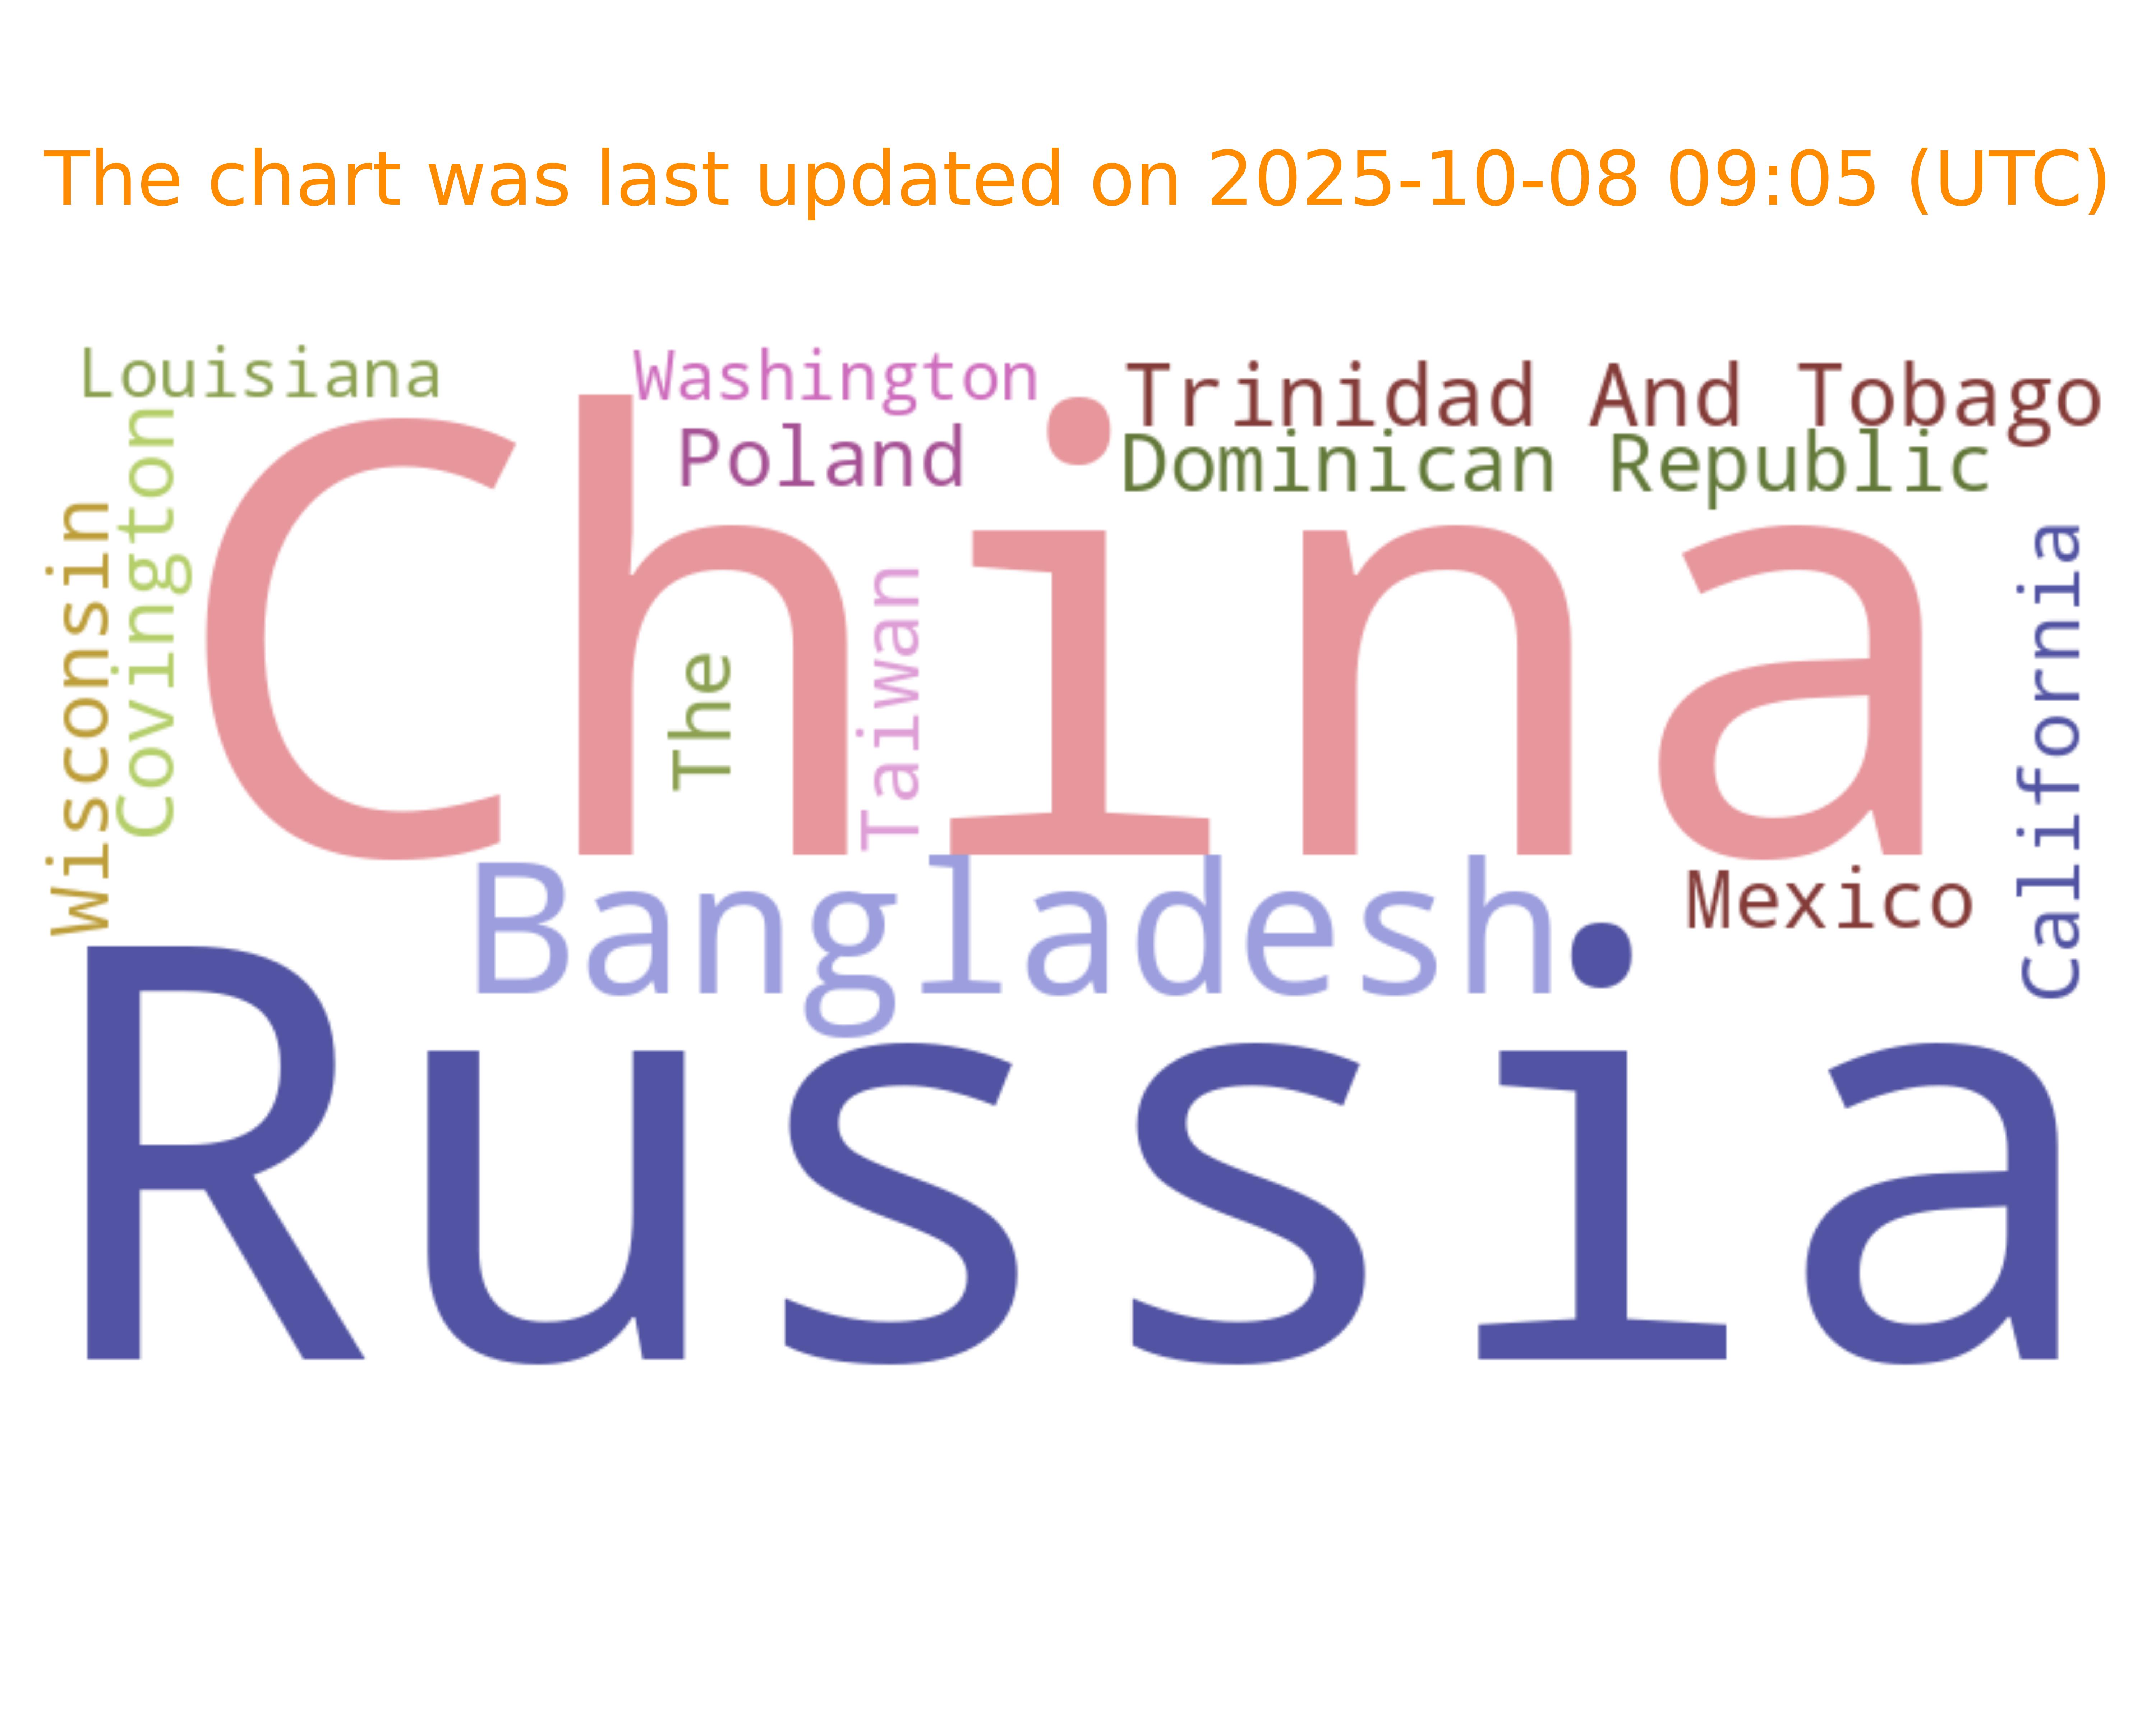 The chart was last updated on 2025-10-08 09:05 (UTC)
Louisiana
Washington
Trinidad And Tobago
Poland
Dominican Republic
Wisconsin
Covington
China
The
Taiwan
California
Bangladesh
Mexico
Russia